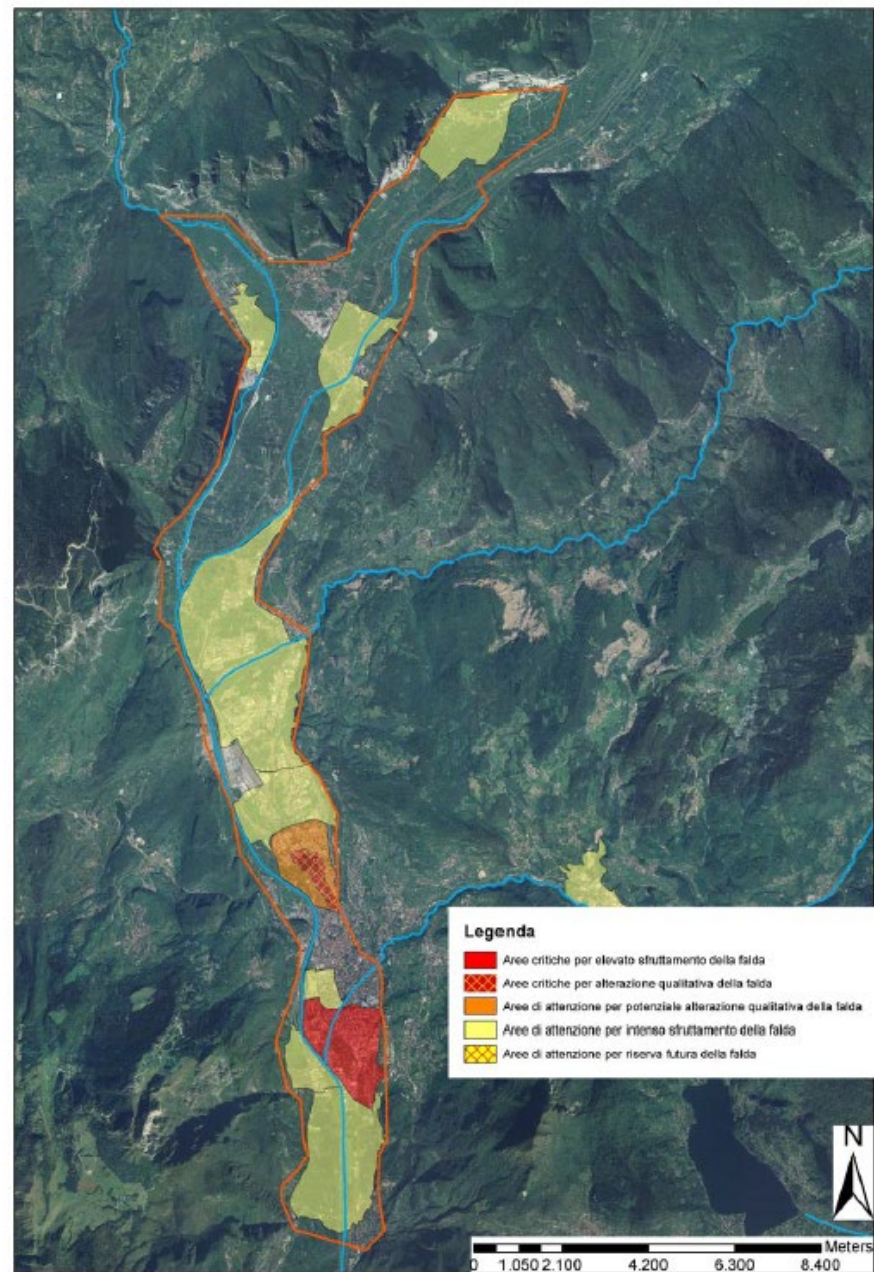 Legenda
Aree critiche per elevato sfruttamento della falda
Aree critiche per alterazione qualitativa della falda
Aree di attenzione per potenziale alterazione qualitativa della falda
Aree di attenzione per intenso sfruttamento della falda
Aree di attenzione per riserva futura della falda
N
Meters
0 1.050 2.100 4.200 6.300 8.400